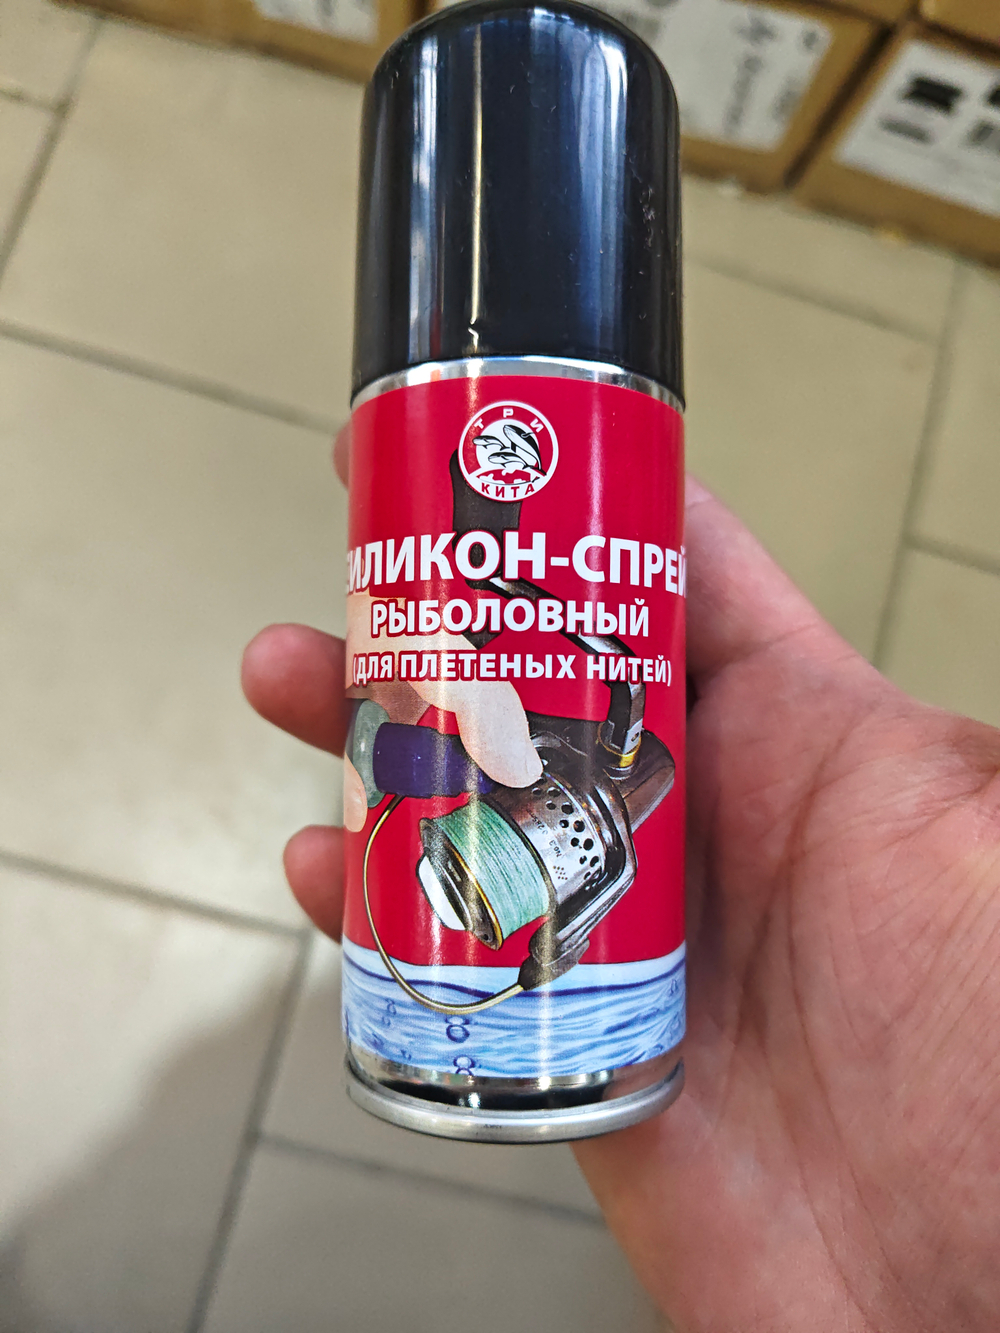 ТРИ
КИТА
СИЛИКОН-СПРЕЙ
РЫБОЛОВНЫЙ
(ДЛЯ ПЛЕТЕНЫХ НИТЕЙ)